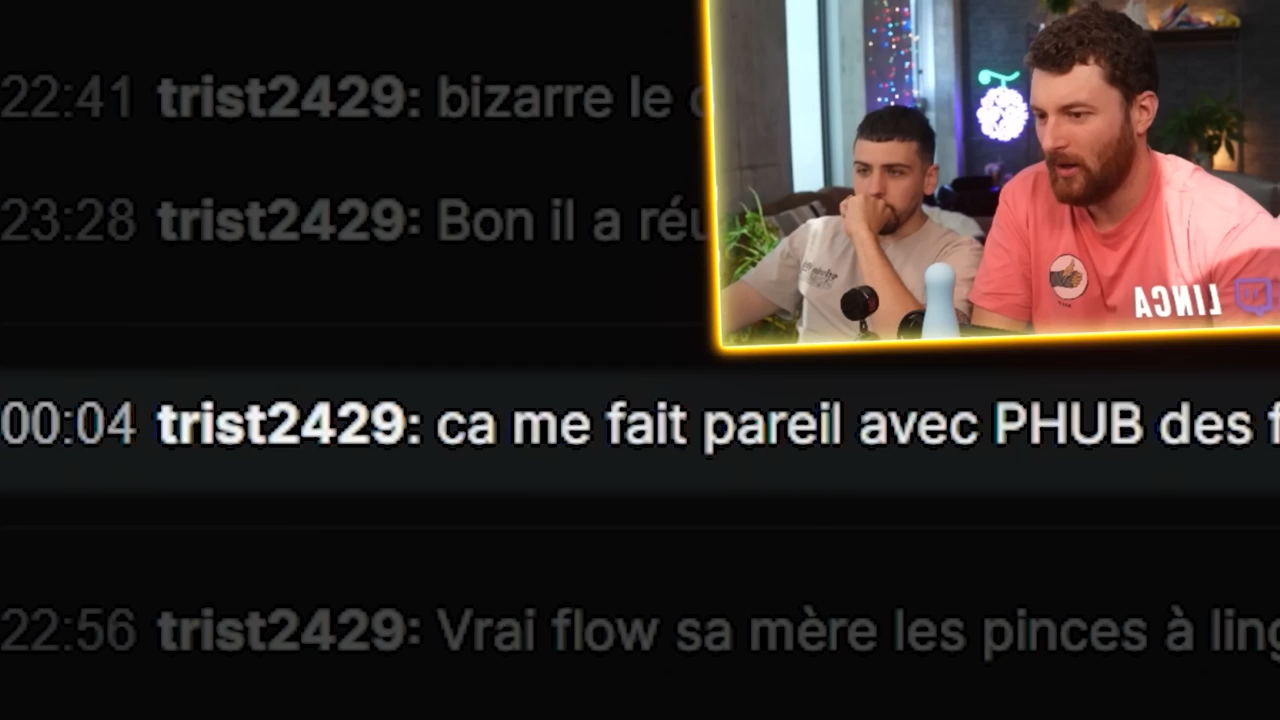 22:41 trist2429: bizarre le
23:28 trist2429: Bon il a réu
00:04 trist2429: ca me fait pareil avec PHUB des f
22:56 trist2429: Vrai flow sa mère les pinces à ling
LINCA